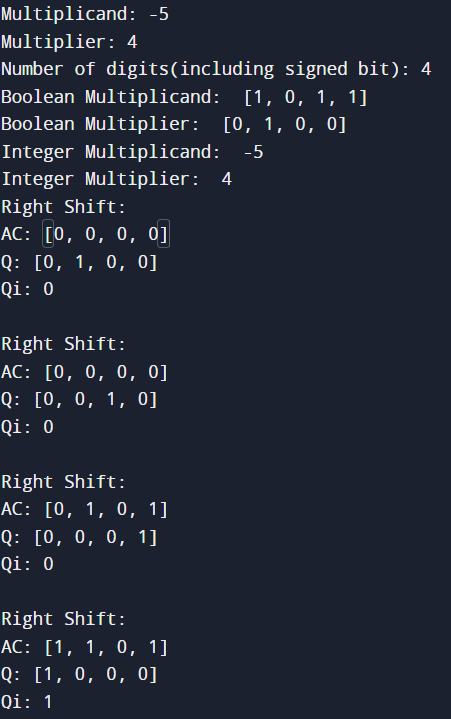 Multiplicand: -5
Multiplier: 4
Number of digits(including signed bit): 4
Boolean Multiplicand:  [1, 0, 1, 1]
Boolean Multiplier:  [0, 1, 0, 0]
Integer Multiplicand:  -5
Integer Multiplier:  4
Right Shift:
AC: [0, 0, 0, 0]
Q: [0, 1, 0, 0]
Qi: 0

Right Shift:
AC: [0, 0, 0, 0]
Q: [0, 0, 1, 0]
Qi: 0

Right Shift:
AC: [0, 1, 0, 1]
Q: [0, 0, 0, 1]
Qi: 0

Right Shift:
AC: [1, 1, 0, 1]
Q: [1, 0, 0, 0]
Qi: 1